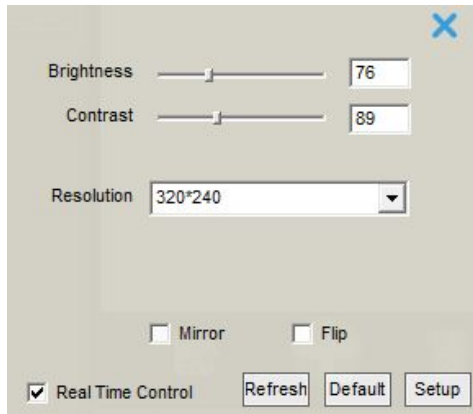 Brightness 76
Contrast 89
Resolution 320*240
Mirror Flip
Real Time Control Refresh Default Setup